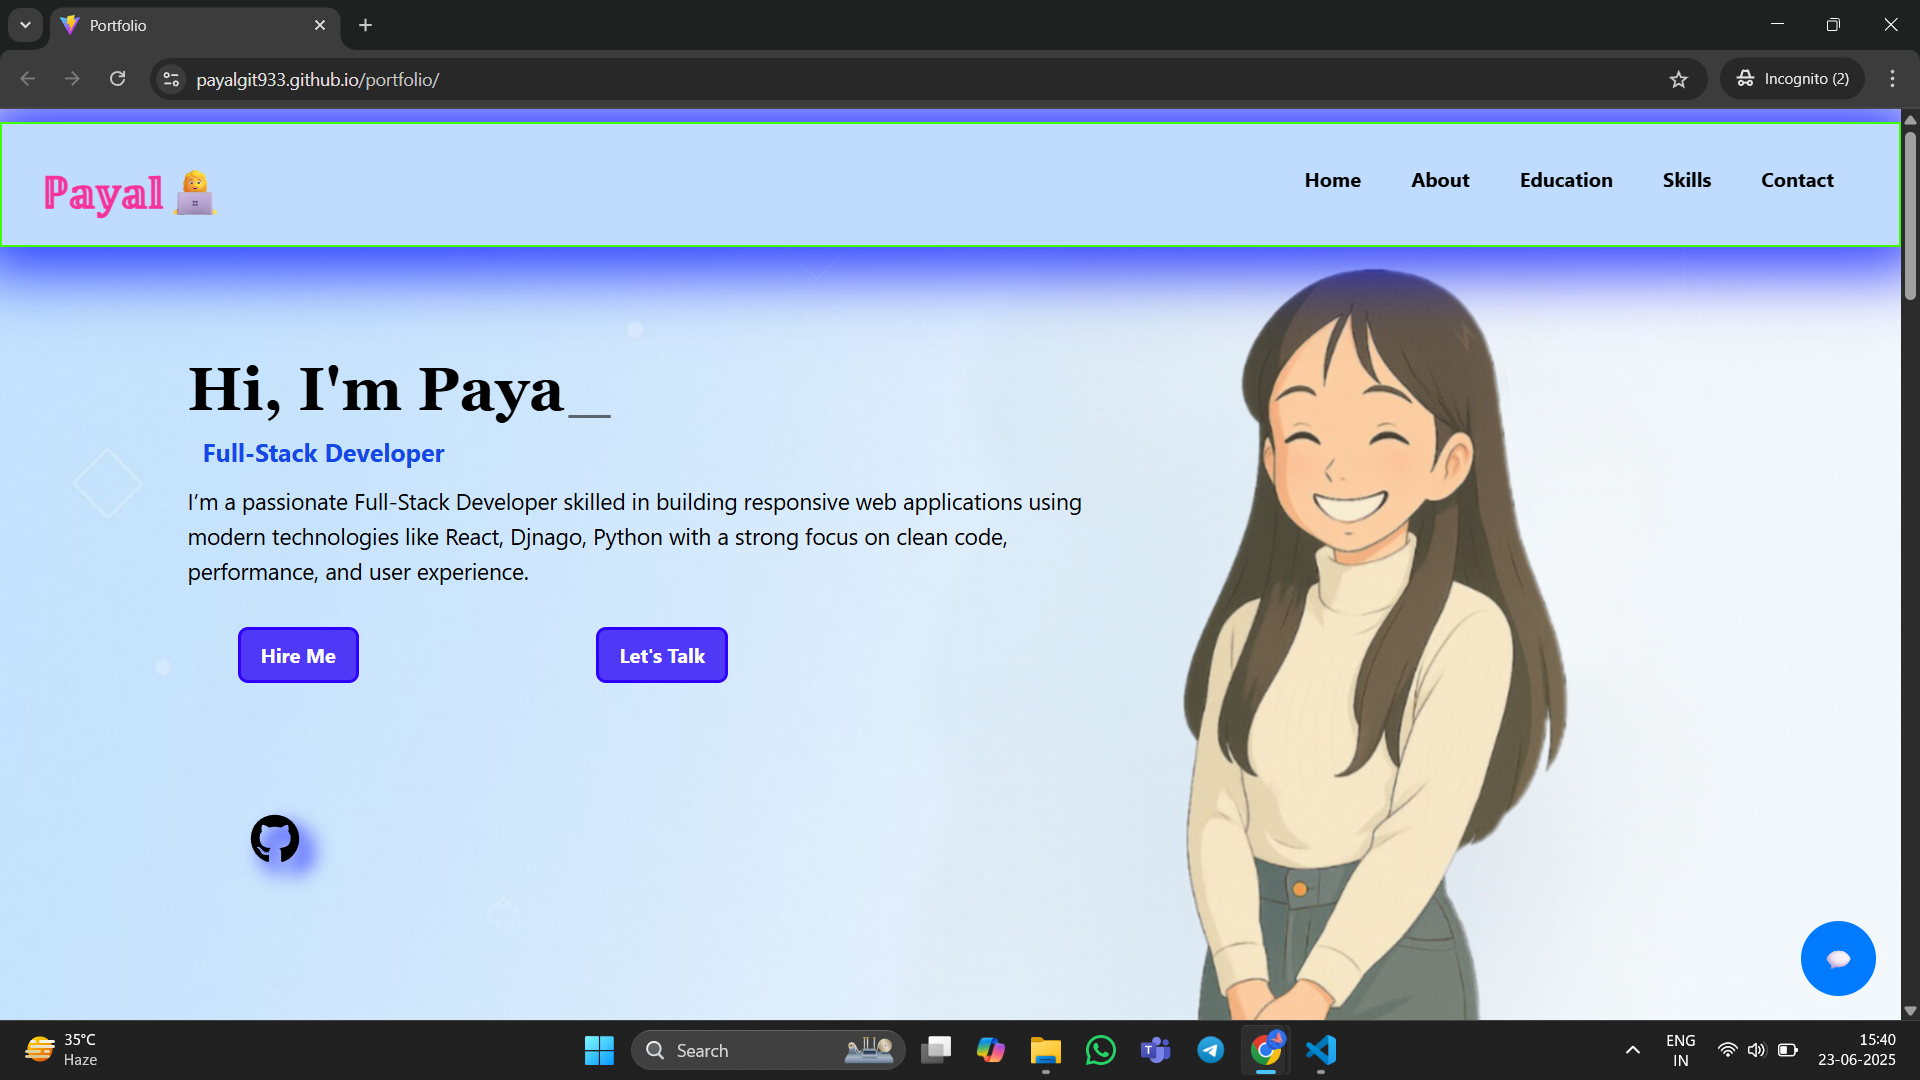 Portfolio
payalgit933.github.io/portfolio/
Incognito (2)
Payal
Home
About
Education
Skills
Contact
Hi, I'm Paya_
Full-Stack Developer
I’m a passionate Full-Stack Developer skilled in building responsive web applications using
modern technologies like React, Djnago, Python with a strong focus on clean code,
performance, and user experience.
Hire Me
Let's Talk
35°C
Haze
Search
ENG
IN
15:40
23-06-2025